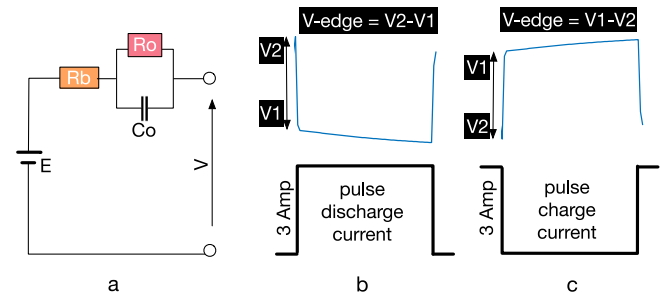 Ro
Rb
Co
E
V
a
V-edge = V2-V1
V2
V1
3 Amp
pulse
discharge
current
b
V-edge = V1-V2
V1
V2
3 Amp
pulse
charge
current
c